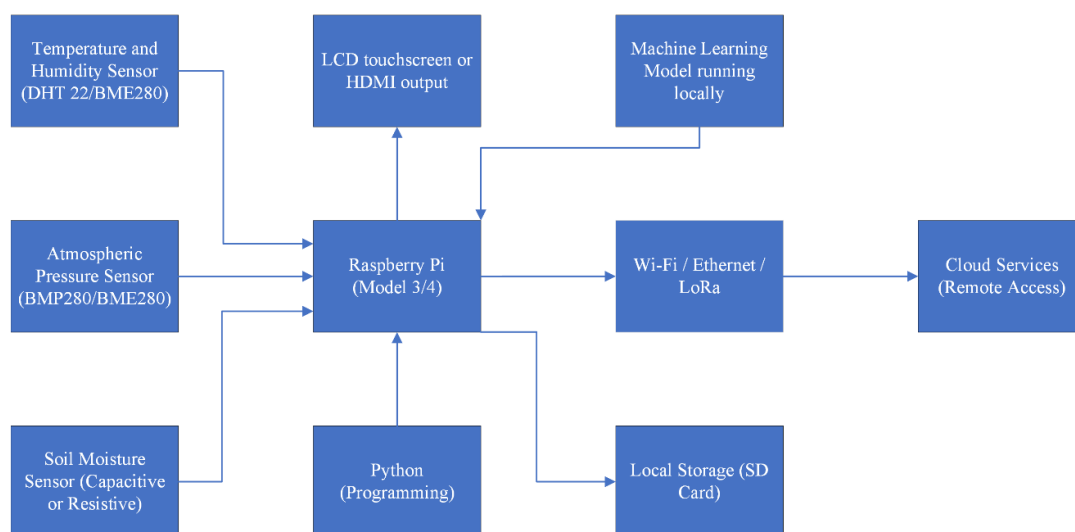 Temperature and
Humidity Sensor
(DHT 22/BME280)
LCD touchscreen or
HDMI output
Machine Learning
Model running
locally
Atmospheric
Pressure Sensor
(BMP280/BME280)
Raspberry Pi
(Model 3/4)
Wi-Fi / Ethernet /
LoRa
Cloud Services
(Remote Access)
Soil Moisture
Sensor (Capacitive
or Resistive)
Python
(Programming)
Local Storage (SD
Card)